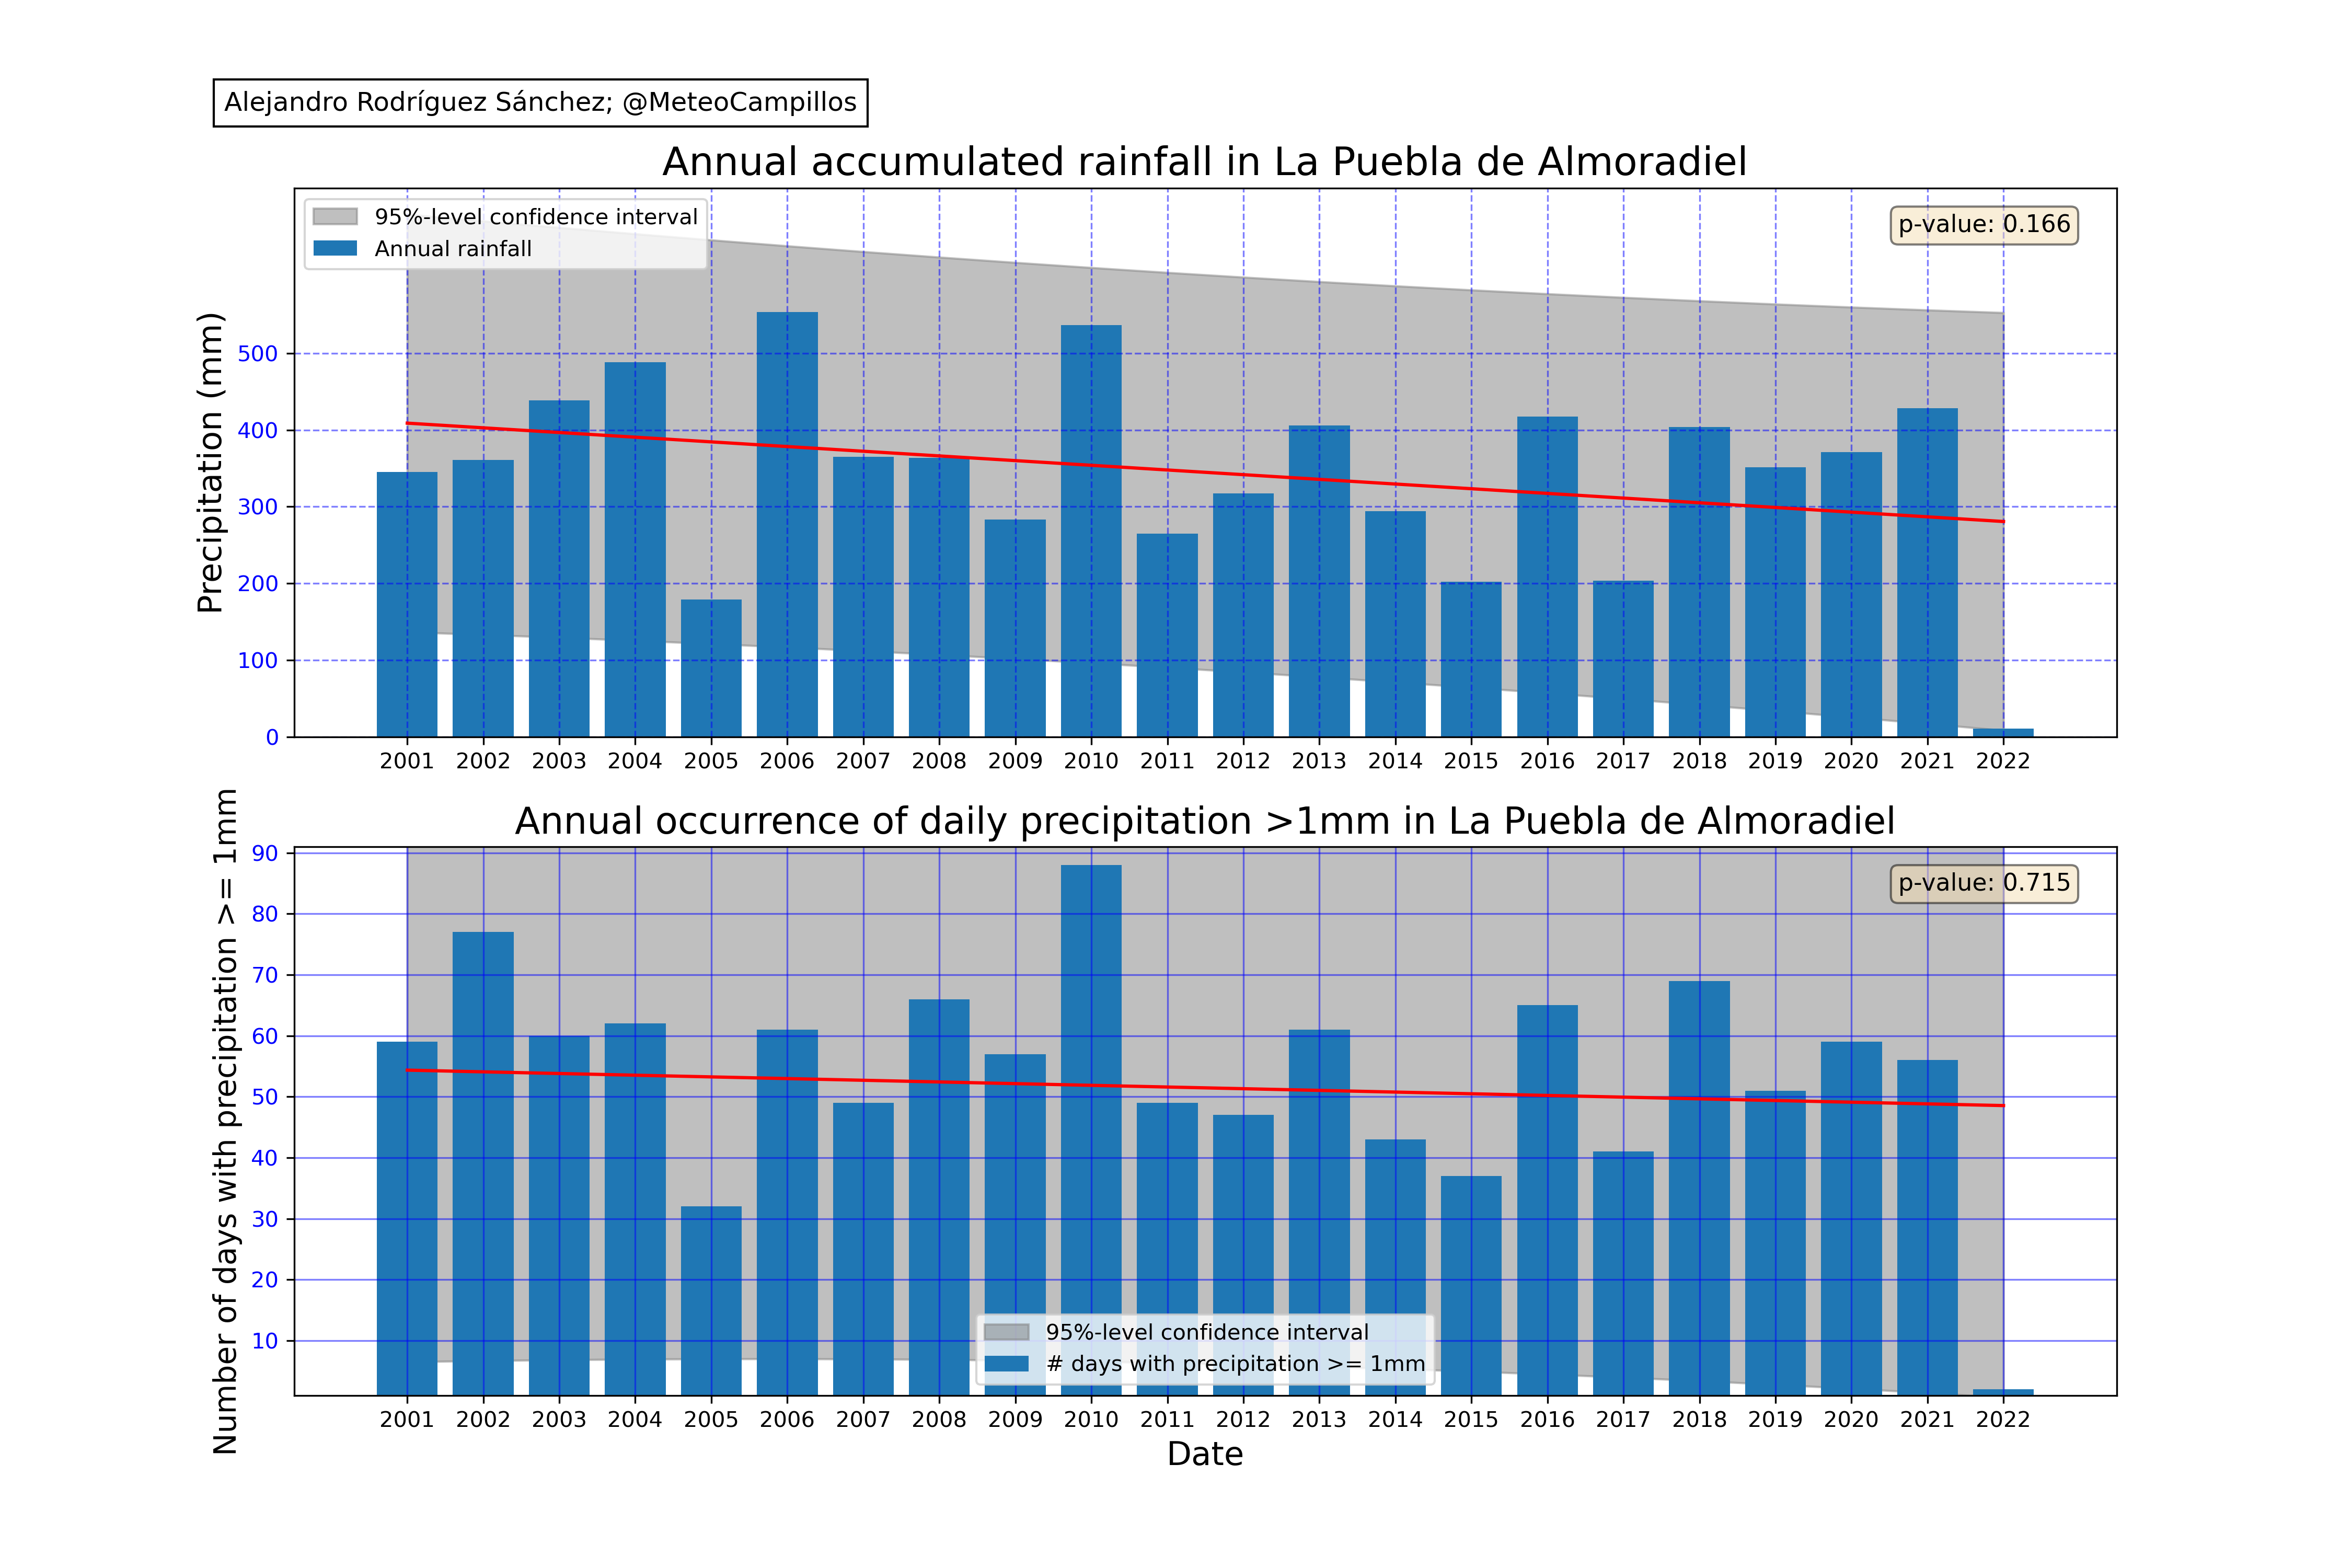 Alejandro Rodríguez Sánchez; @MeteoCampillos
Annual accumulated rainfall in La Puebla de Almoradiel
95%-level confidence interval
Annual rainfall
p-value: 0.166
Precipitation (mm)
500
400
300
200
100
0
2001 2002 2003 2004 2005 2006 2007 2008 2009 2010 2011 2012 2013 2014 2015 2016 2017 2018 2019 2020 2021 2022
Annual occurrence of daily precipitation >1mm in La Puebla de Almoradiel
p-value: 0.715
Number of days with precipitation >= 1mm
90
80
70
60
50
40
30
20
10
95%-level confidence interval
# days with precipitation >= 1mm
2001 2002 2003 2004 2005 2006 2007 2008 2009 2010 2011 2012 2013 2014 2015 2016 2017 2018 2019 2020 2021 2022
Date